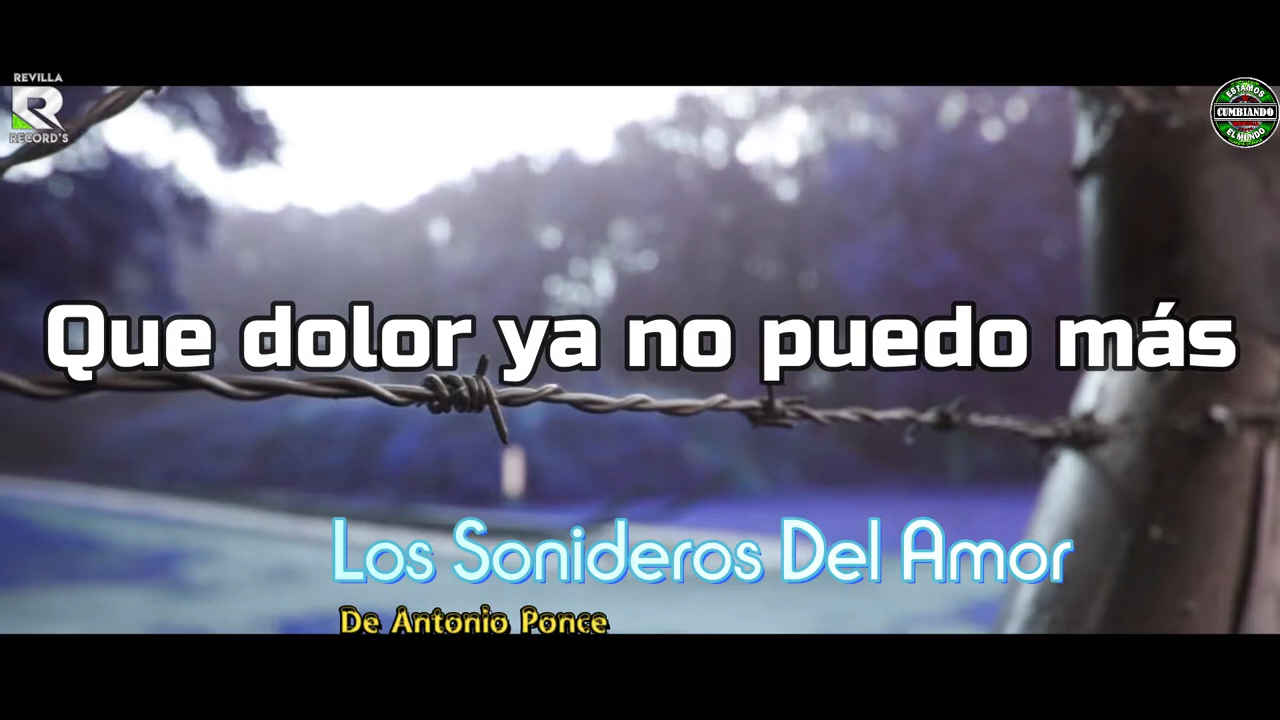 REVILLA
R
RECORD'S
ESTAMOS
CUMBIANDO
EL MUNDO
Que dolor ya no puedo más
Los Sonideros Del Amor
De Antonio Ponce